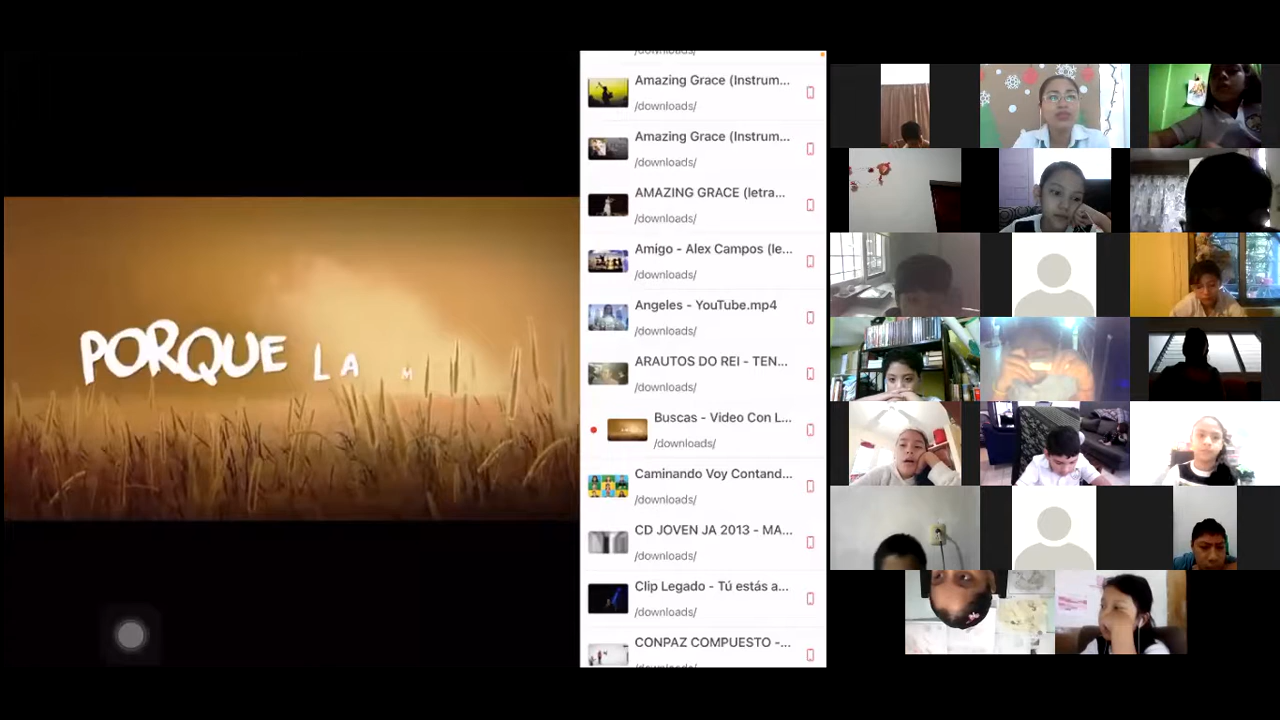 PORQUE LA M
/downloads/
Amazing Grace (Instrum...
/downloads/
Amazing Grace (Instrum...
/downloads/
AMAZING GRACE (letra...
/downloads/
Amigo - Alex Campos (le...
/downloads/
Angeles - YouTube.mp4
/downloads/
ARAUTOS DO REI - TEN...
/downloads/
Buscas - Video Con L...
/downloads/
Caminando Voy Contand...
/downloads/
CD JOVEN JA 2013 - MA...
/downloads/
Clip Legado - Tú estás a...
/downloads/
CONPAZ COMPUESTO -...
/downloads/